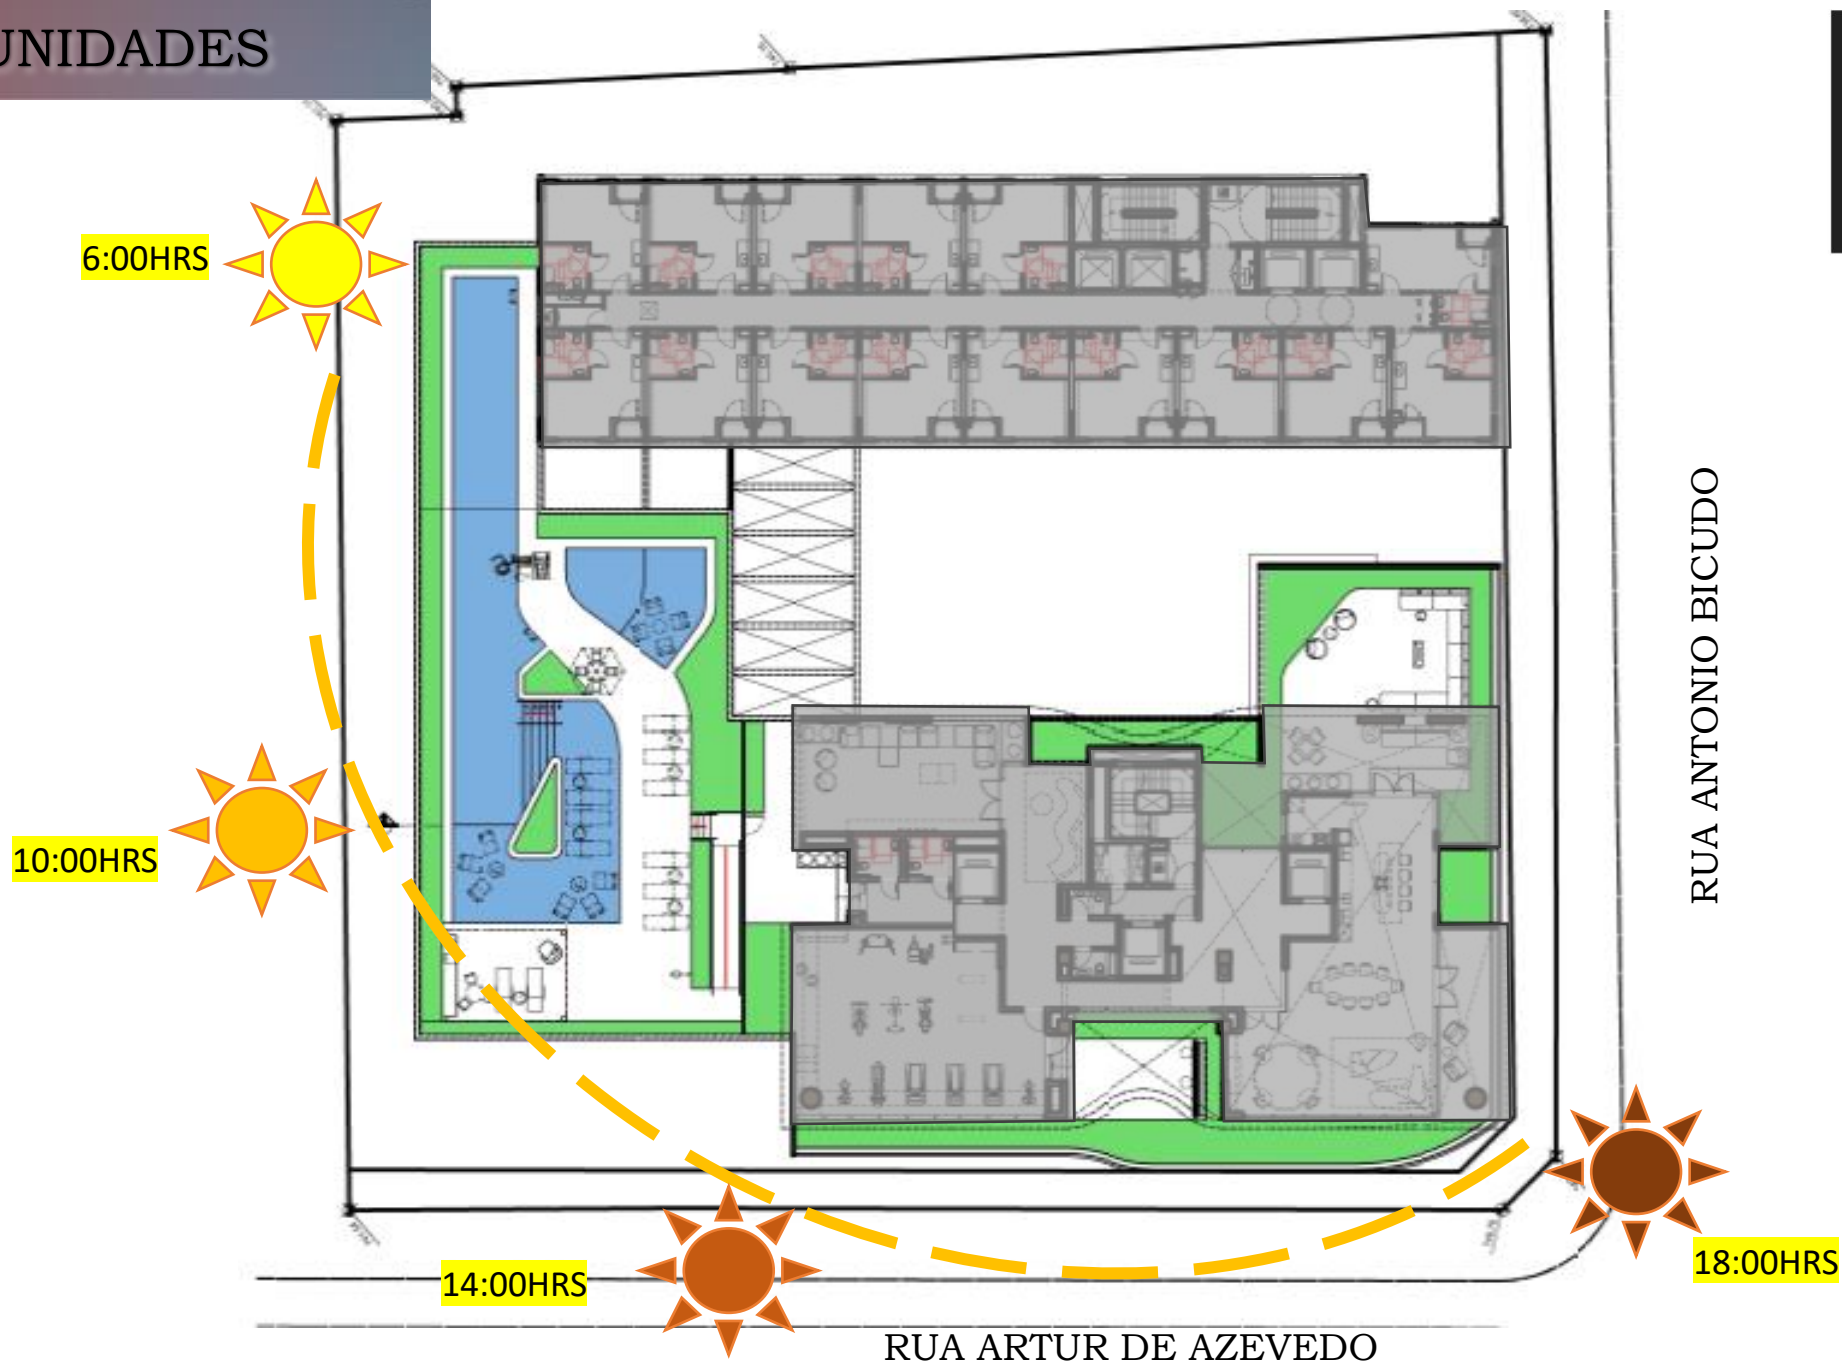 UNIDADES
6:00HRS
10:00HRS
14:00HRS
18:00HRS
RUA ANTONIO BICUDO
RUA ARTUR DE AZEVEDO